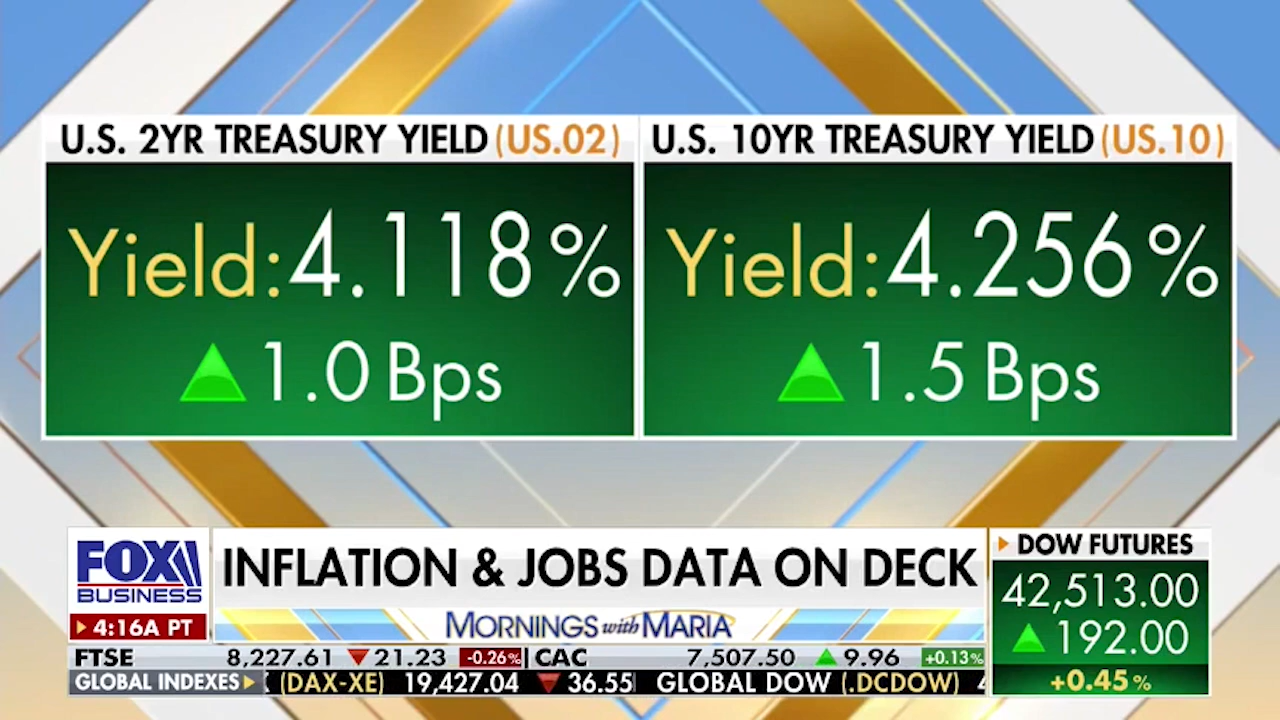 U.S. 2YR TREASURY YIELD (US.02)
Yield: 4.118%
1.0 Bps
U.S. 10YR TREASURY YIELD (US.10)
Yield: 4.256%
1.5 Bps
FOX BUSINESS
4:16A PT
INFLATION & JOBS DATA ON DECK
MORNINGS with MARIA
DOW FUTURES
42,513.00
192.00
+0.45%
FTSE 8,227.61 21.23 -0.26% CAC 7,507.50 9.96 +0.13%
GLOBAL INDEXES (DAX-XE) 19,427.04 36.55 GLOBAL DOW (.DCDOW)